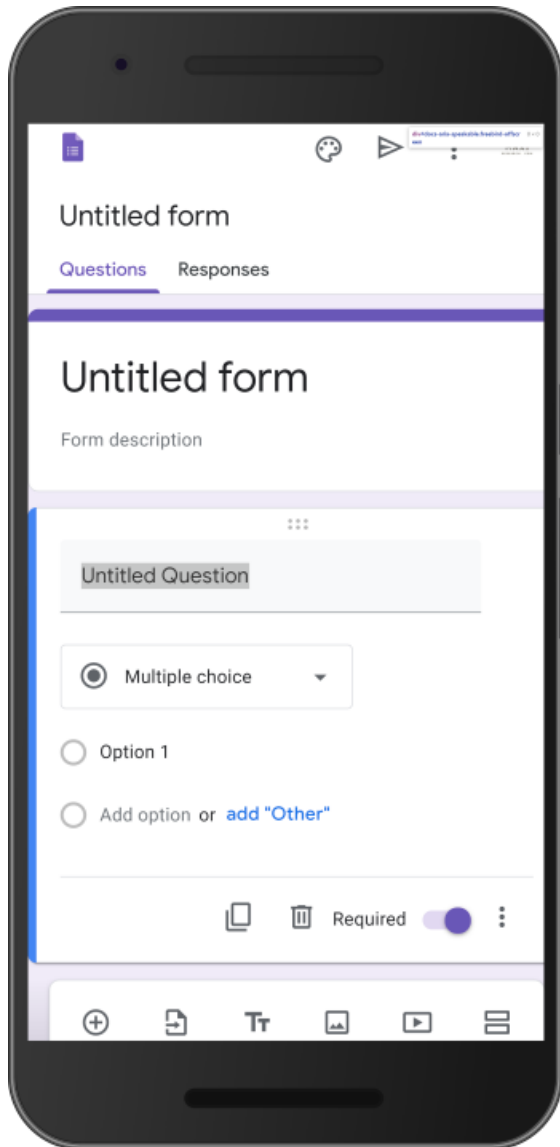 Untitled form
Questions Responses
Untitled form
Form description
Untitled Question
Multiple choice
Option 1
Add option or add "Other"
Required
Tт